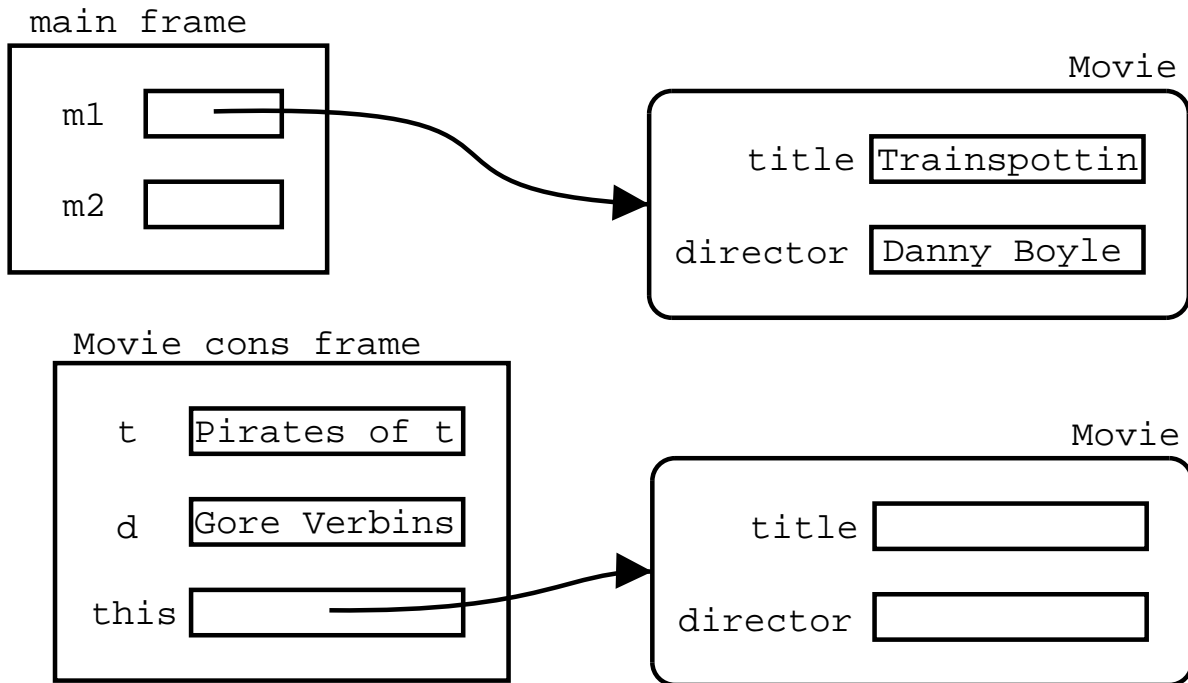 main frame
Movie
m1
title Trainspottin
m2
director Danny Boyle
Movie cons frame
t Pirates of t
Movie
d Gore Verbins
title
this
director